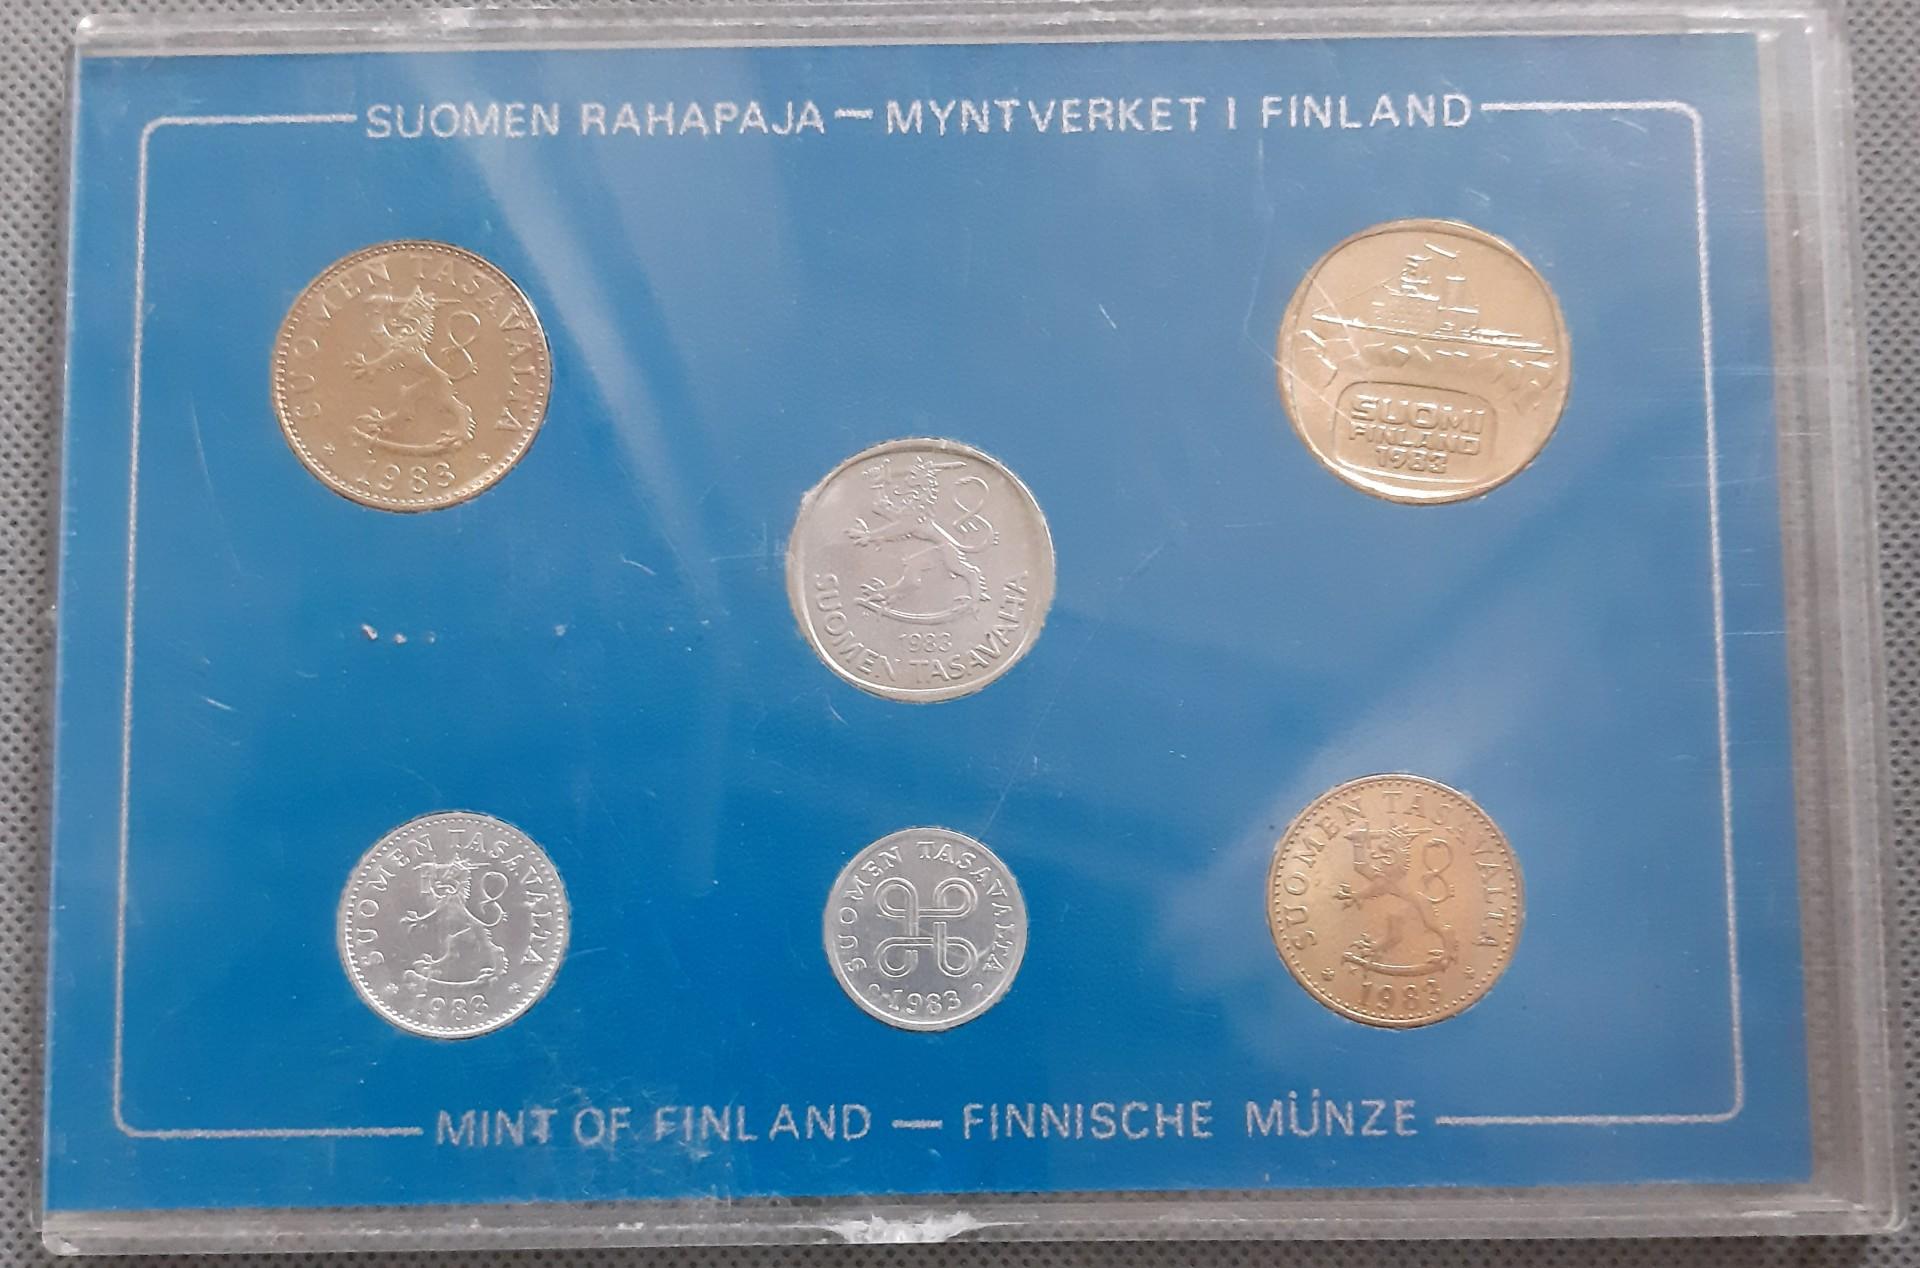 SUOMEN RAHAPAJA — MYNTVERKET I FINLAND
SUOMEN TASAVALTA
* 1983 *
SUOMI
FINLAND
1983
1983
SUOMEN TASAVALTA
SUOMEN TASAVALTA
* 1983 *
SUOMEN TASAVALTA
1983
SUOMEN TASAVALTA
* 1983 *
MINT OF FINLAND — FINNISCHE MÜNZE